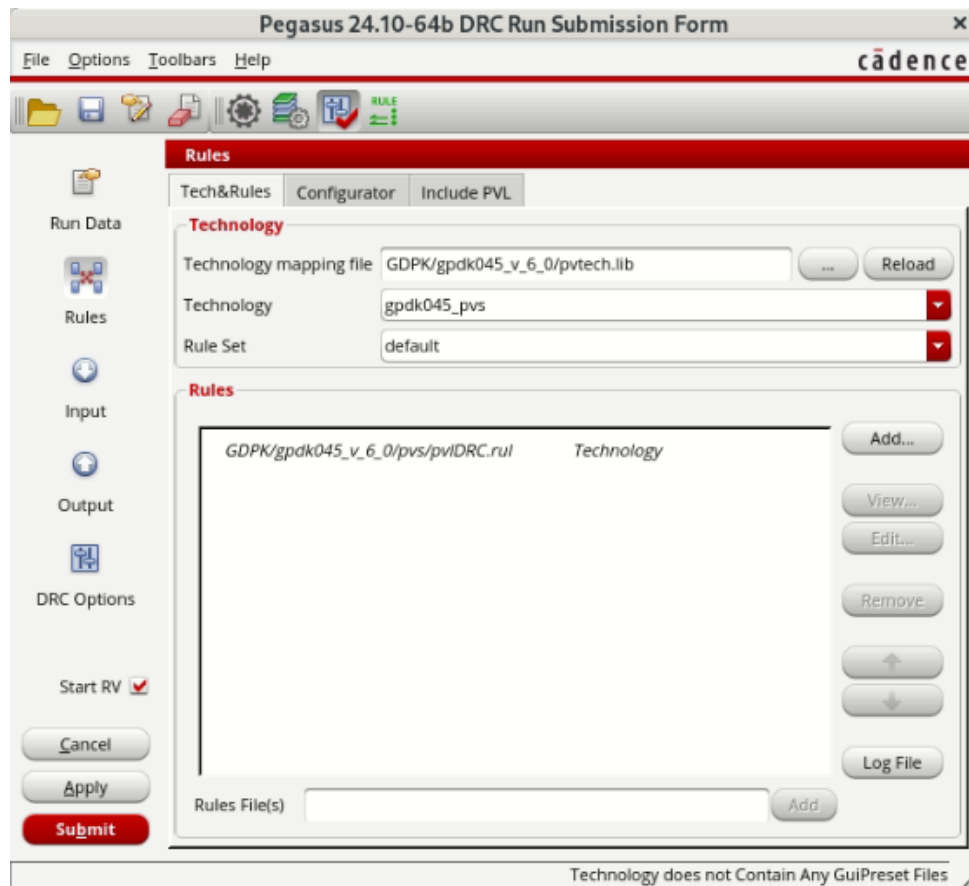 Pegasus 24.10-64b DRC Run Submission Form ×
File Options Toolbars Help cādence
RULE
Rules
Run Data
Tech&Rules Configurator Include PVL
Technology
Technology mapping file GDPK/gpdk045_v_6_0/pvtech.lib ... Reload
Technology gpdk045_pvs
Rule Set default
Rules
Input
Output
DRC Options
Rules
GDPK/gpdk045_v_6_0/pvs/pvlDRC.rul Technology
Add...
View...
Edit...
Remove
Log File
Rules File(s) Add
Start RV
Cancel
Apply
Submit
Technology does not Contain Any GuiPreset Files